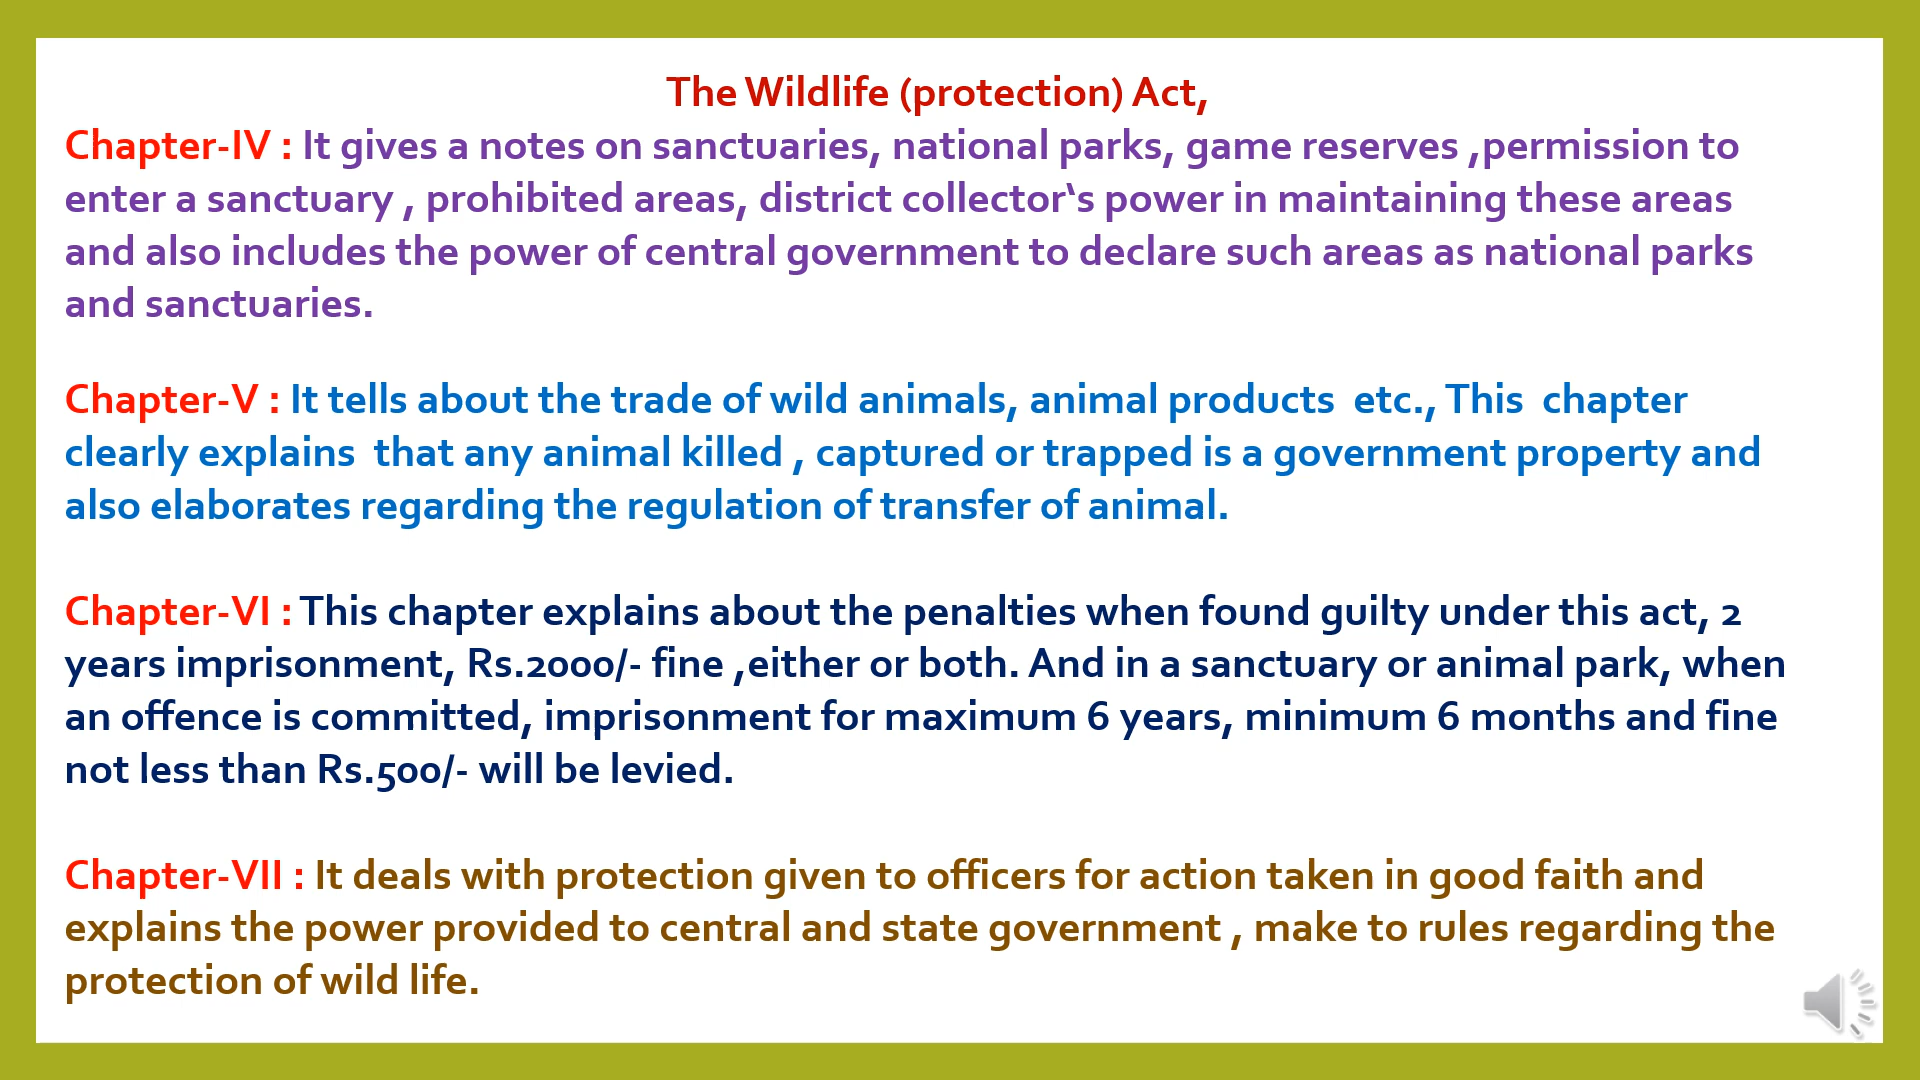 The Wildlife (protection) Act,
Chapter-IV : It gives a notes on sanctuaries, national parks, game reserves ,permission to
enter a sanctuary , prohibited areas, district collector‘s power in maintaining these areas
and also includes the power of central government to declare such areas as national parks
and sanctuaries.
Chapter-V : It tells about the trade of wild animals, animal products  etc., This  chapter
clearly explains  that any animal killed , captured or trapped is a government property and
also elaborates regarding the regulation of transfer of animal.
Chapter-VI : This chapter explains about the penalties when found guilty under this act, 2
years imprisonment, Rs.2000/- fine ,either or both. And in a sanctuary or animal park, when
an offence is committed, imprisonment for maximum 6 years, minimum 6 months and fine
not less than Rs.500/- will be levied.
Chapter-VII : It deals with protection given to officers for action taken in good faith and
explains the power provided to central and state government , make to rules regarding the
protection of wild life.